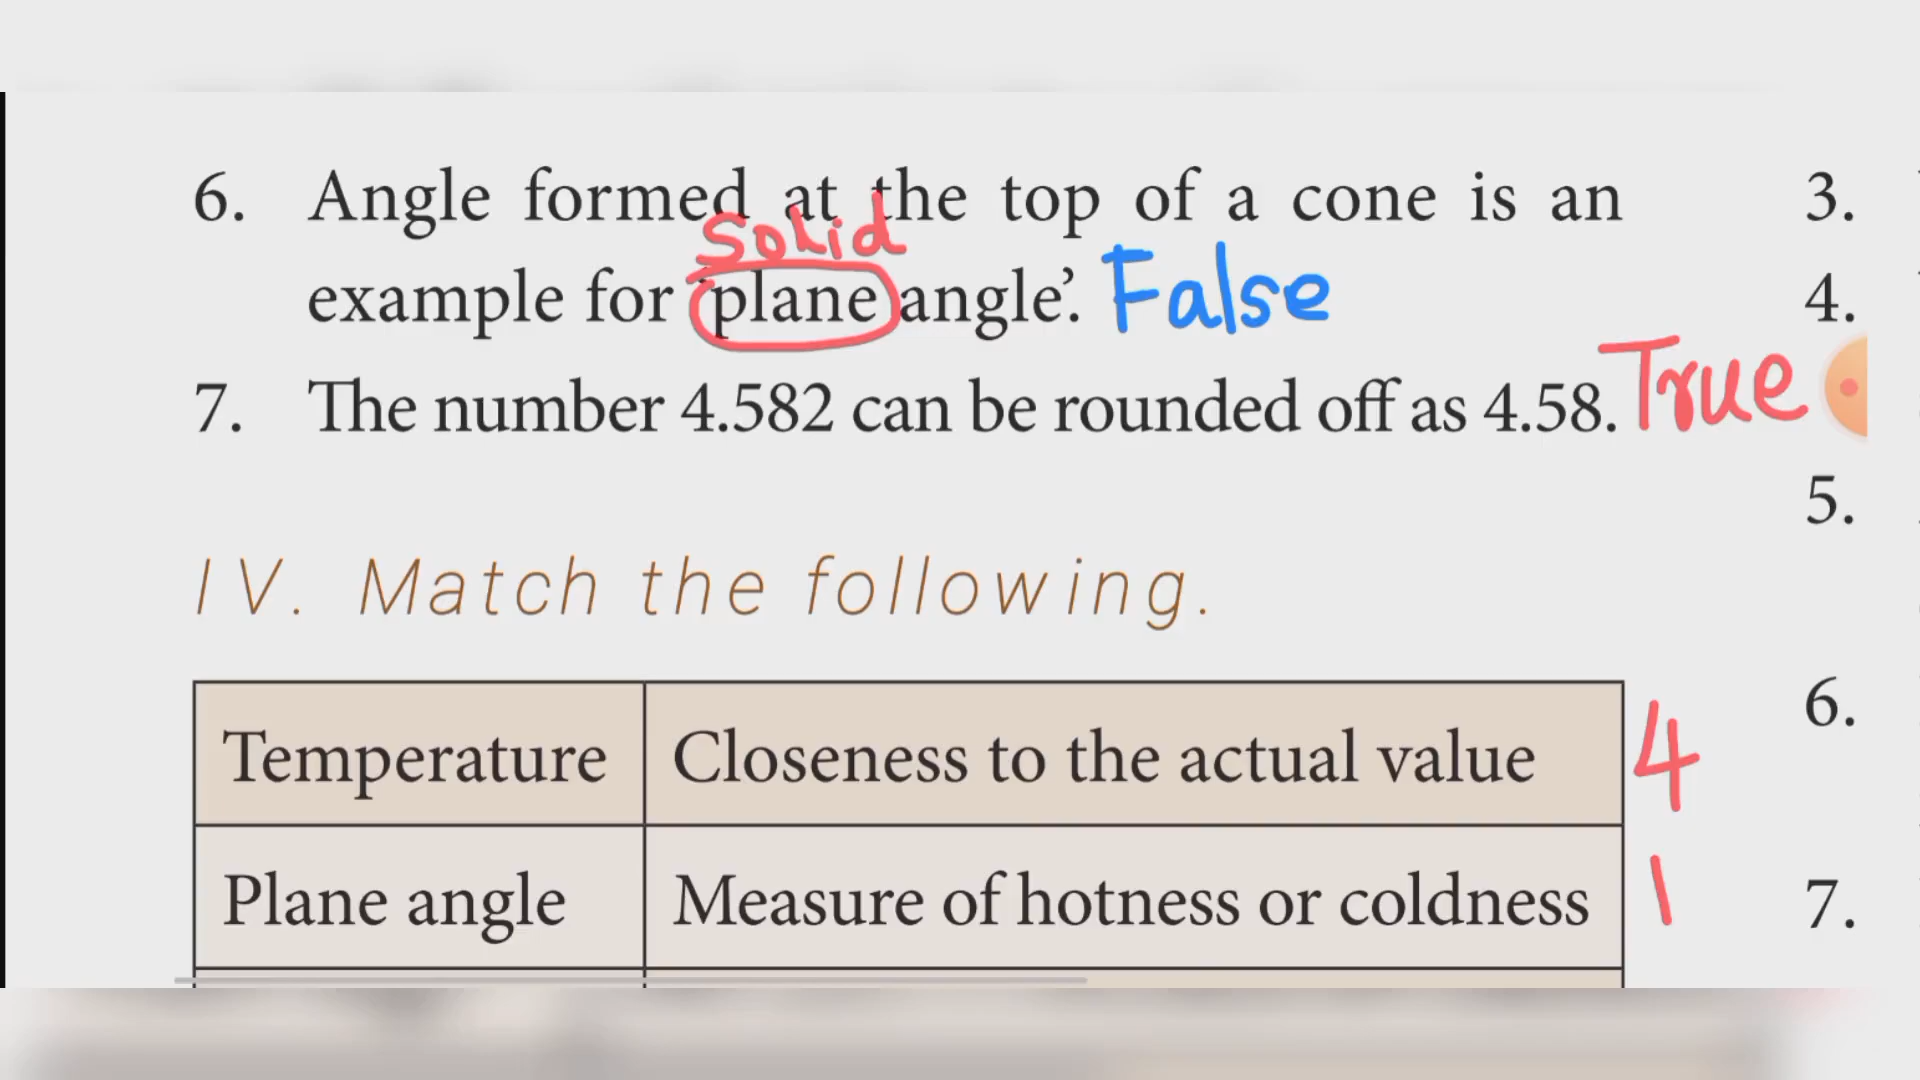 6. Angle formed at the top of a cone is an
solid
example for ‘plane angle’. False
7. The number 4.582 can be rounded off as 4.58. True
IV. Match the following.
Temperature Closeness to the actual value 4
Plane angle Measure of hotness or coldness 1
3.
4.
5.
6.
7.